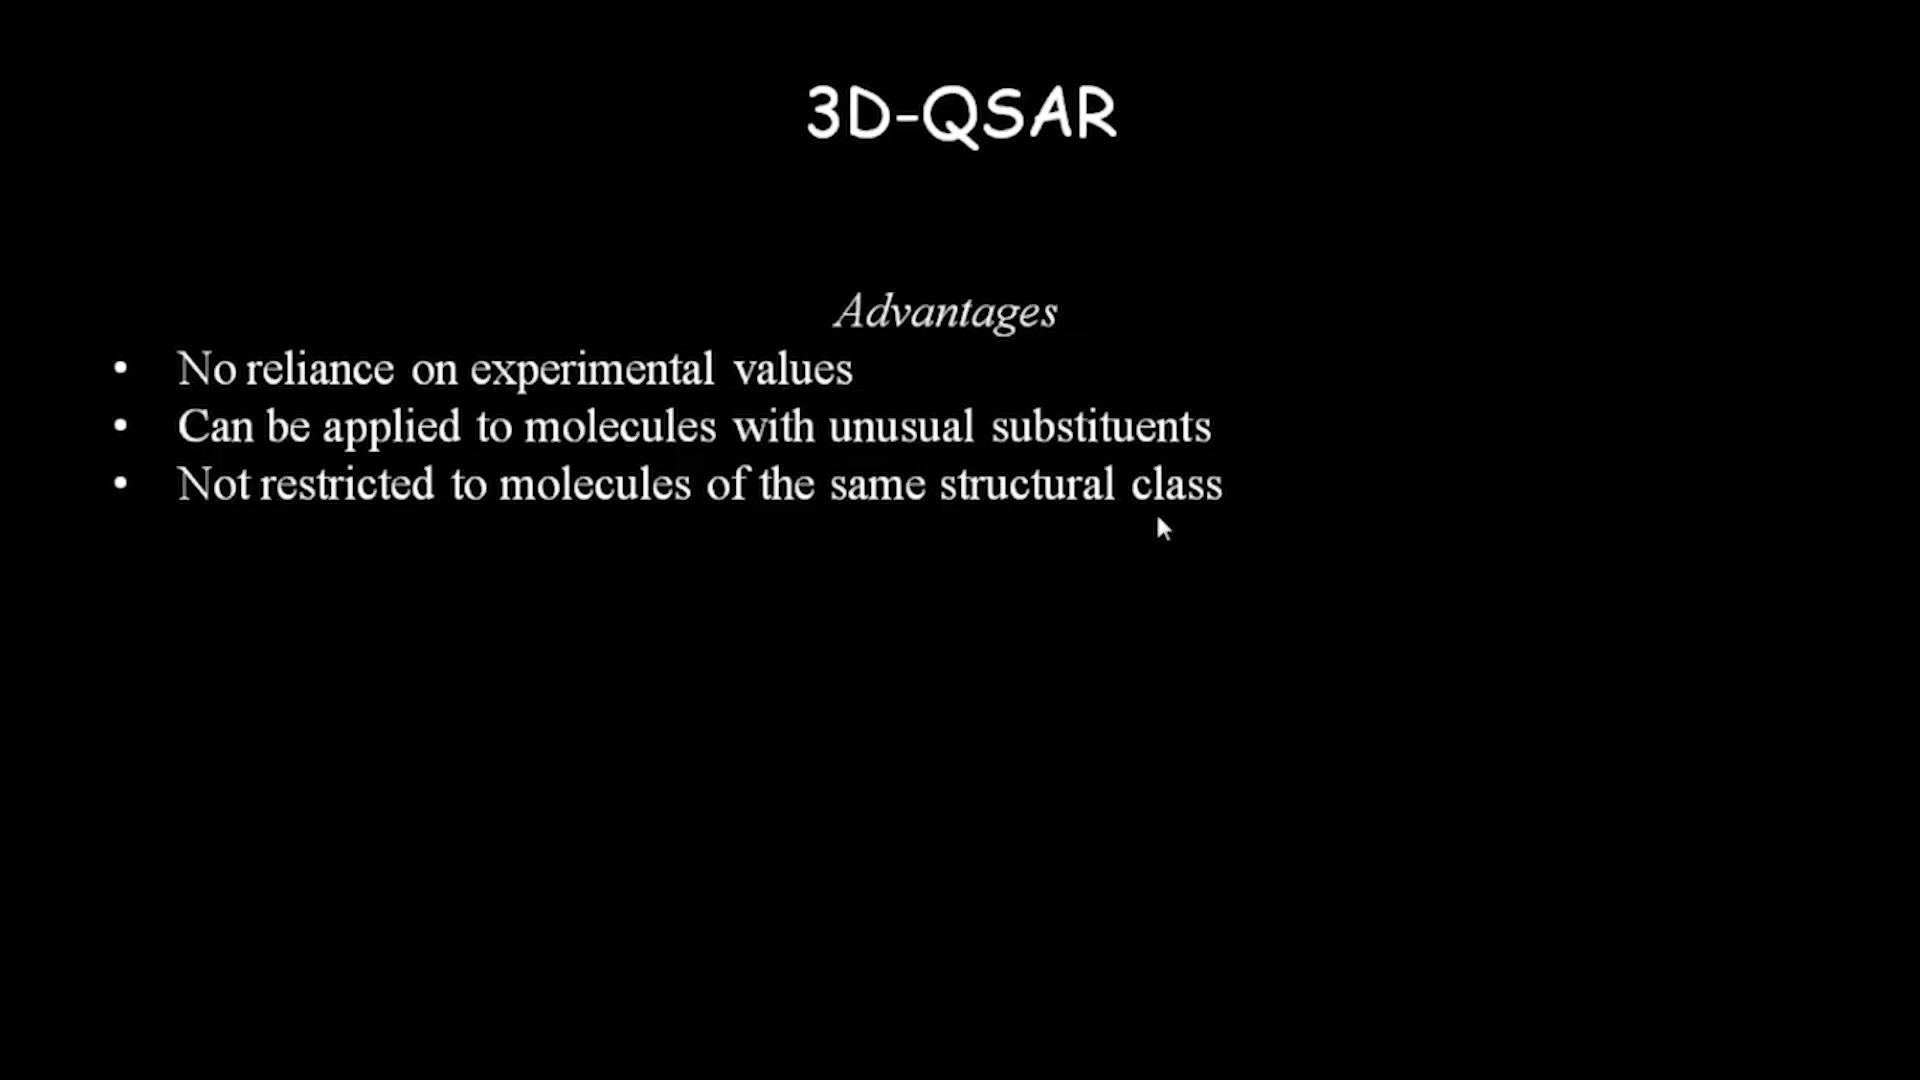 3D-QSAR
Advantages
• No reliance on experimental values
• Can be applied to molecules with unusual substituents
• Not restricted to molecules of the same structural class